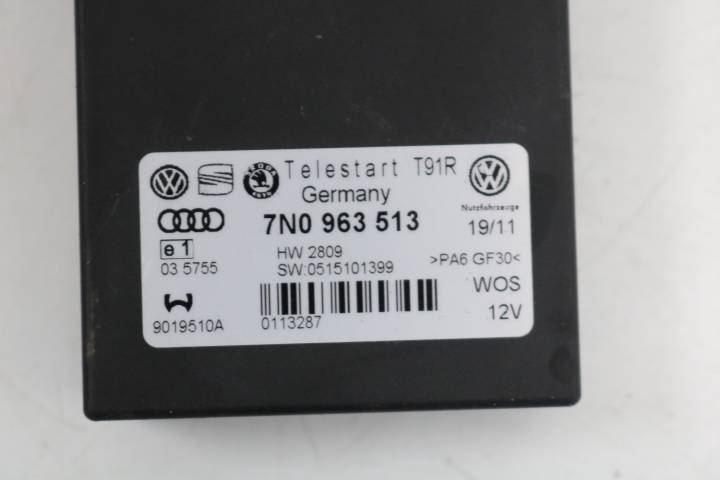 Telestart T91R
Germany
Nutzfahrzeuge
7N0 963 513
19/11
e 1
HW 2809
03 5755
SW:0515101399
>PA6 GF30<
WOS
9019510A
0113287
12V